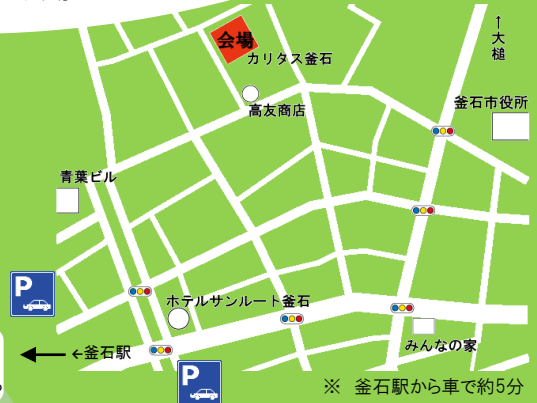 会場
カリタス釜石
高友商店
↑大槌
釜石市役所
青葉ビル
P
ホテルサンルート釜石
みんなの家
←釜石駅
P
※ 釜石駅から車で約5分